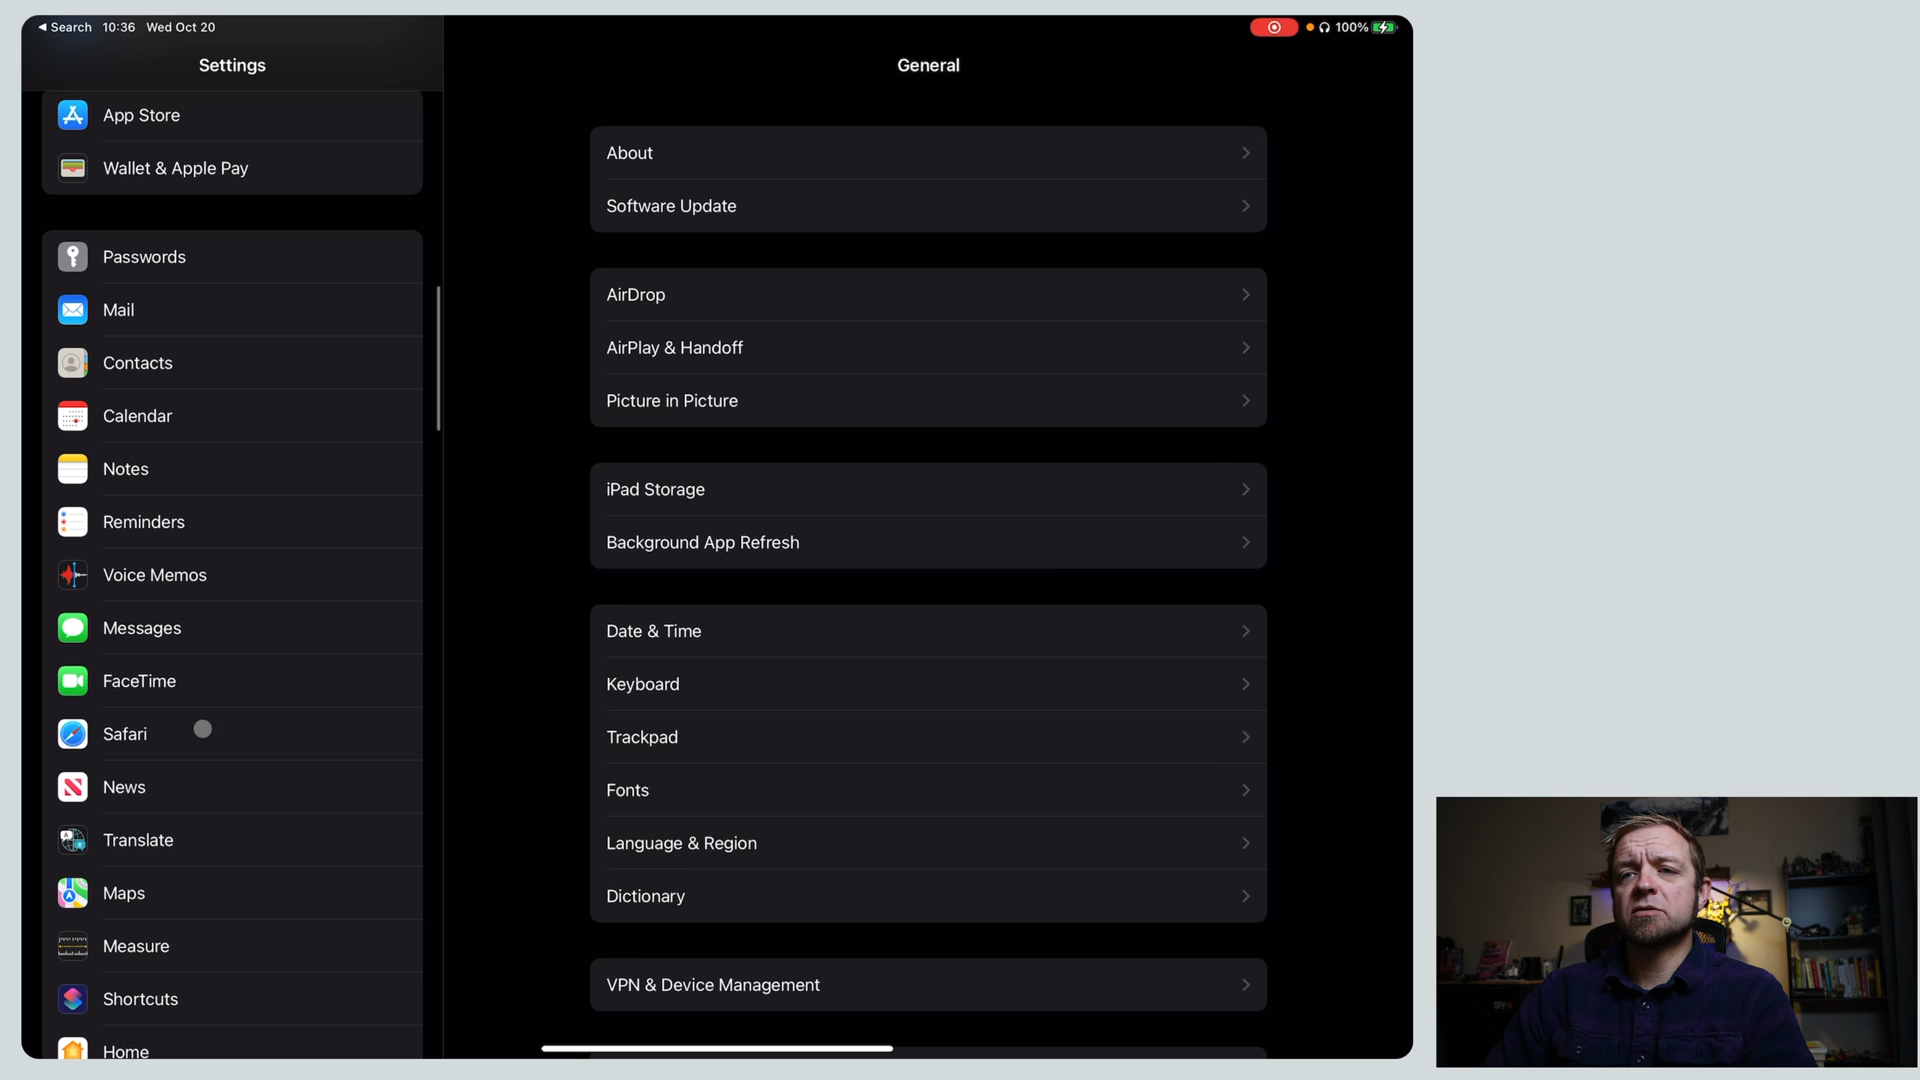 Search 10:36 Wed Oct 20
100%
Settings
App Store
Wallet & Apple Pay
Passwords
Mail
Contacts
Calendar
Notes
Reminders
Voice Memos
Messages
FaceTime
Safari
News
Translate
Maps
Measure
Shortcuts
Home
General
About
Software Update
AirDrop
AirPlay & Handoff
Picture in Picture
iPad Storage
Background App Refresh
Date & Time
Keyboard
Trackpad
Fonts
Language & Region
Dictionary
VPN & Device Management